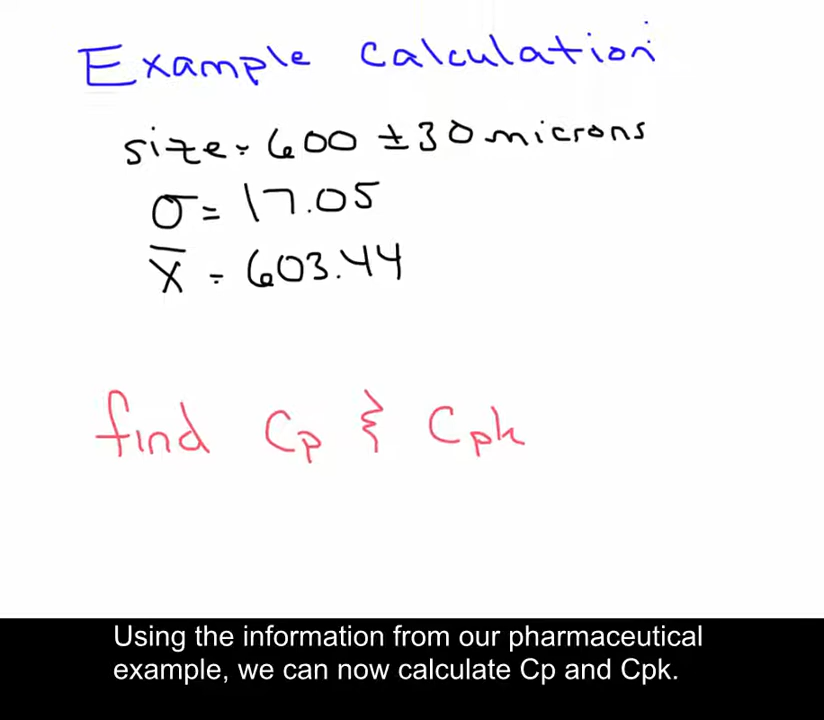 Example Calculation
size = 600 ± 30 microns
σ = 17.05
X̅ = 603.44
find Cp & Cpk
Using the information from our pharmaceutical
example, we can now calculate Cp and Cpk.